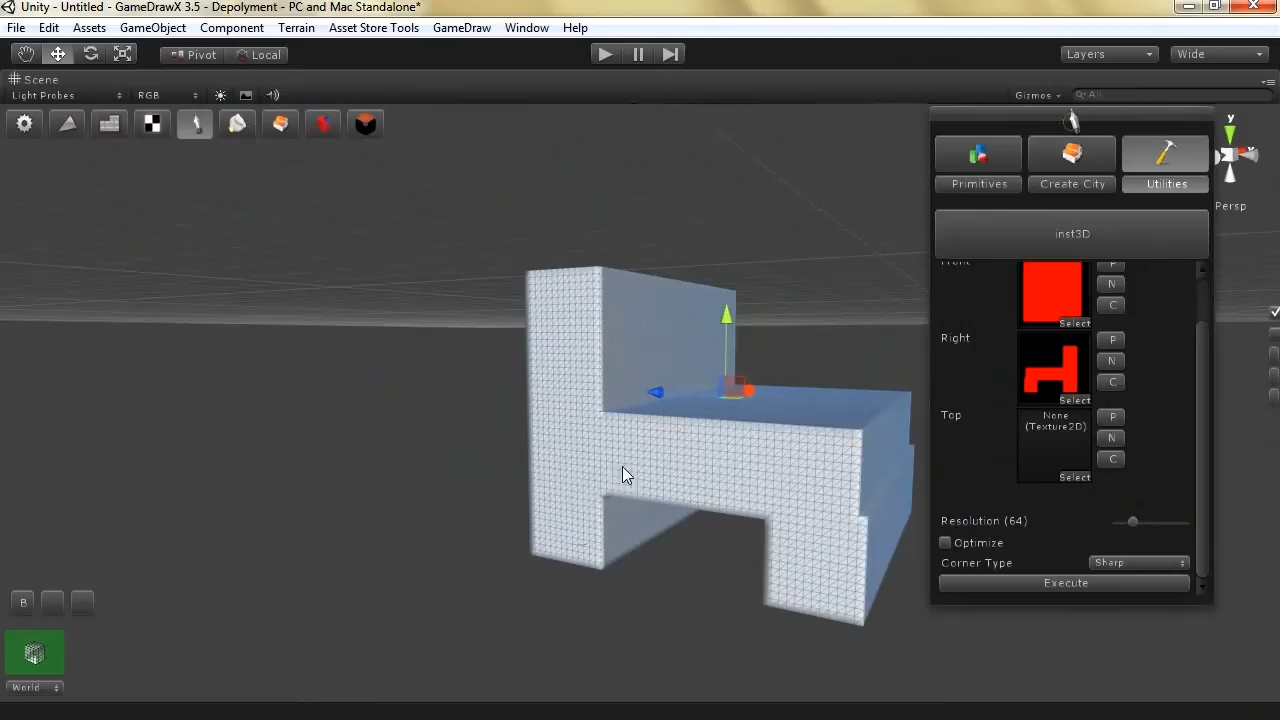 Unity - Untitled - GameDrawX 3.5 - Depolyment - PC and Mac Standalone*
File Edit Assets GameObject Component Terrain Asset Store Tools GameDraw Window Help
Pivot Local Layers Wide
Scene
Light Probes RGB Gizmos All
y
Persp
Primitives Create City Utilities
inst3D
Front P
N
Select C
Right P
N
C
Select
Top None P
(Texture2D)
N
C
Select
Resolution (64)
Optimize
Corner Type Sharp
Execute
B
World